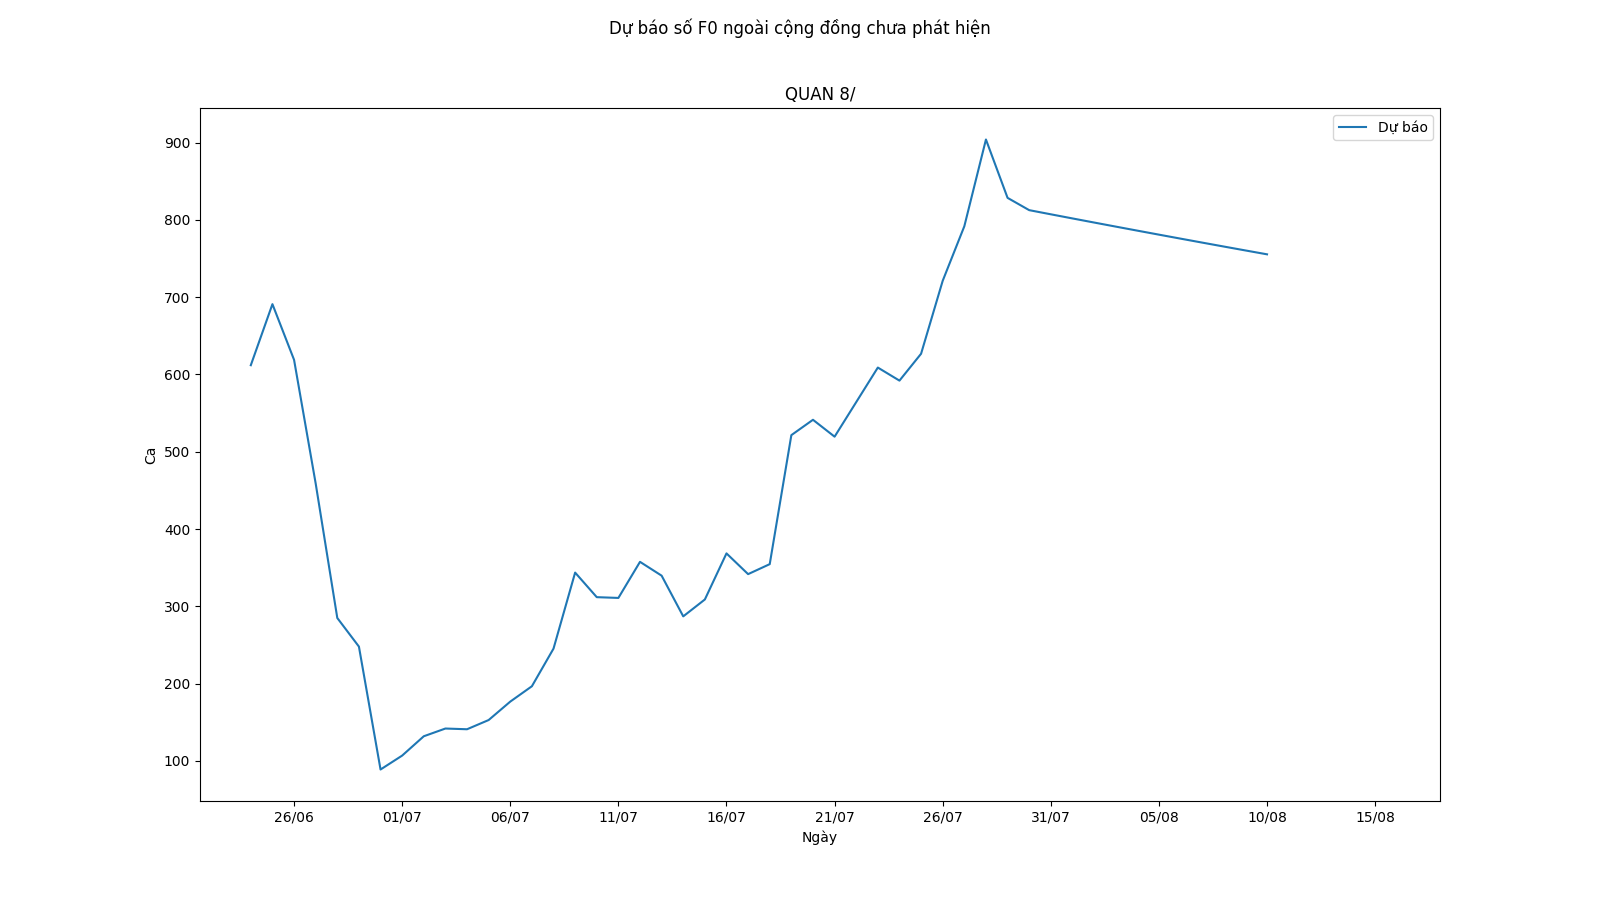 Dự báo số F0 ngoài cộng đồng chưa phát hiện
QUAN 8/
Dự báo
900
800
700
600
500
400
300
200
100
Ca
26/06 01/07 06/07 11/07 16/07 21/07 26/07 31/07 05/08 10/08 15/08
Ngày